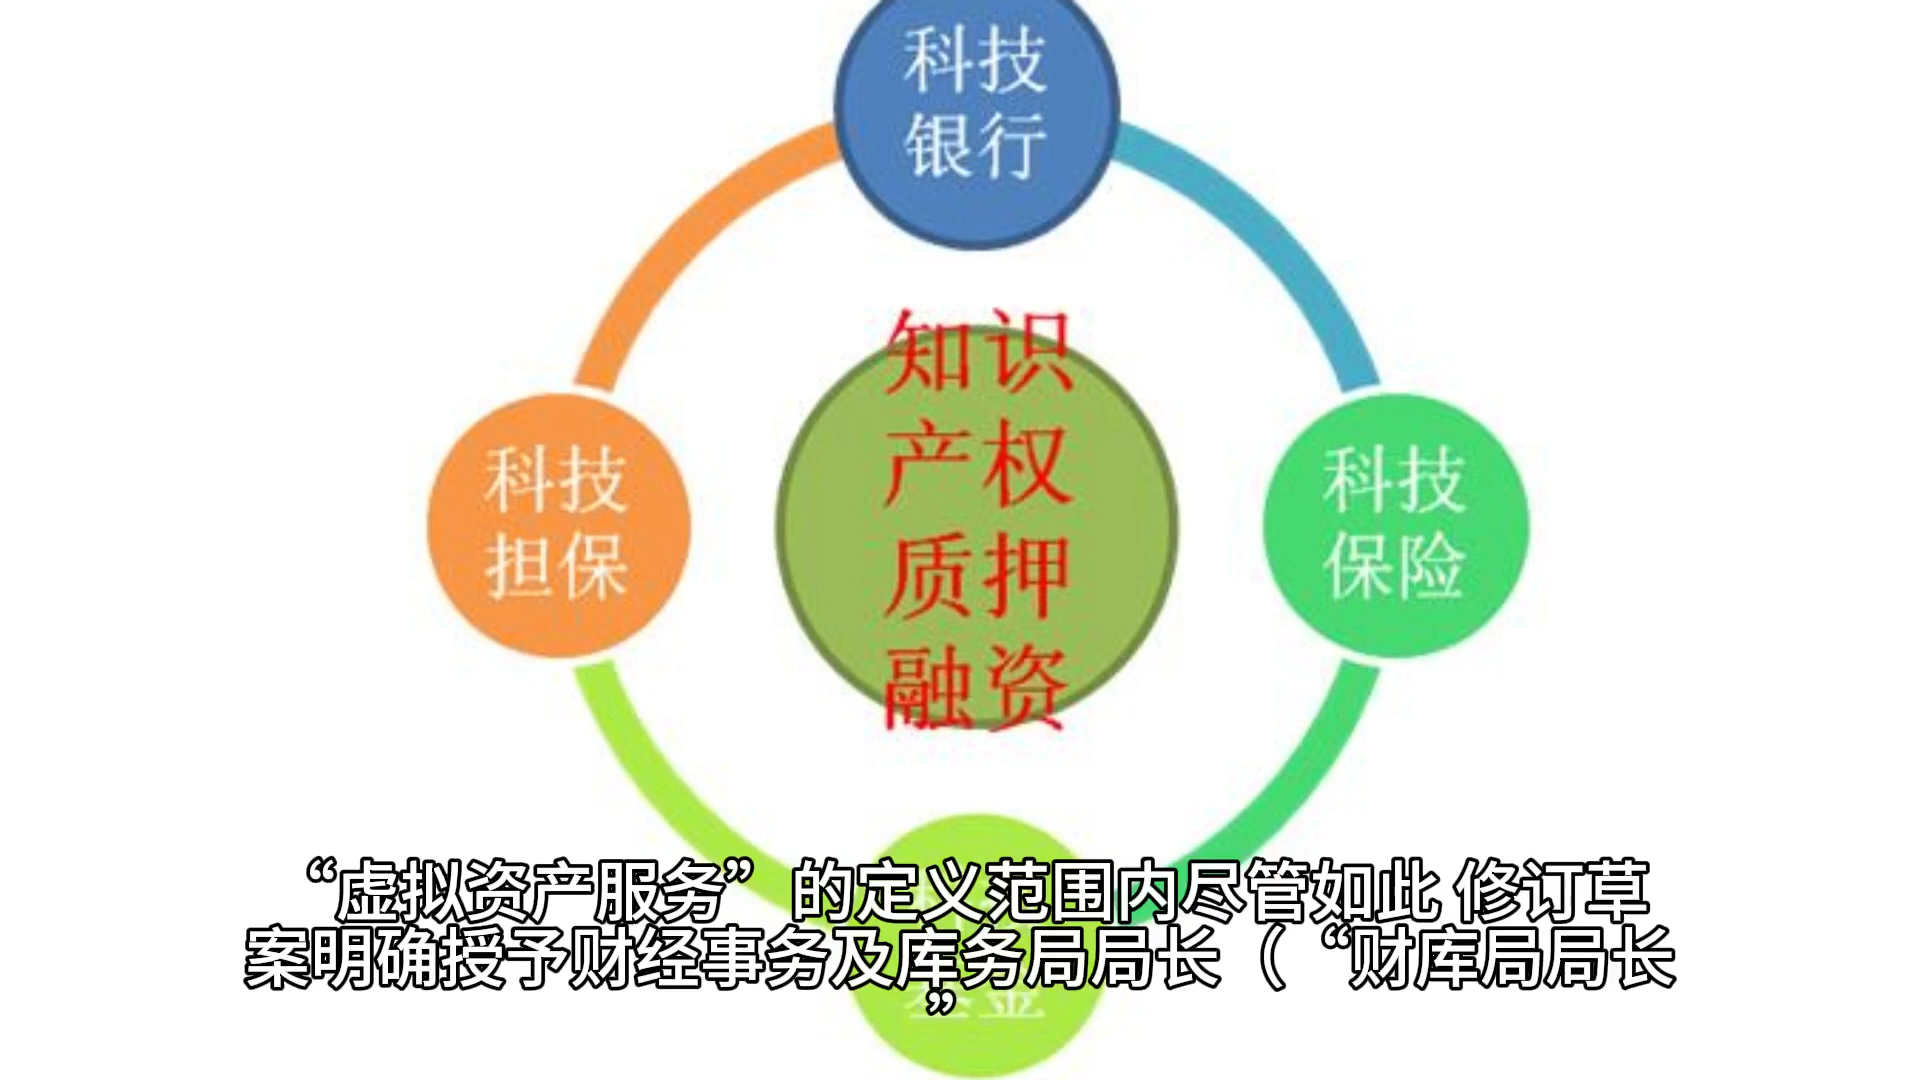 科技
银行
知识
产权
质押
融资
科技
担保
科技
保险
“虚拟资产服务”的定义范围内尽管如此 修订草
案明确授予财经事务及库务局局长（“财库局局长
”
基金